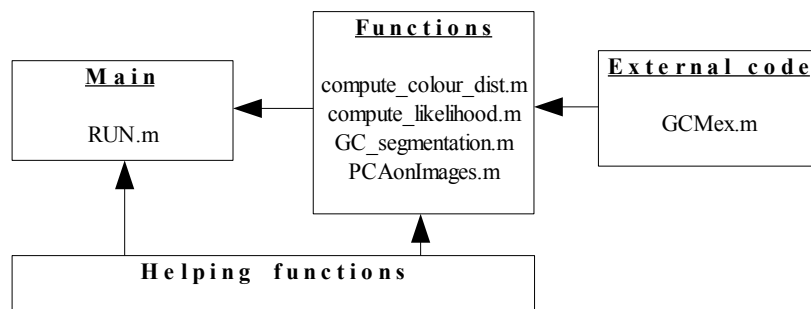 Main
RUN.m
Functions
compute_colour_dist.m
compute_likelihood.m
GC_segmentation.m
PCAonImages.m
External code
GCMex.m
Helping functions